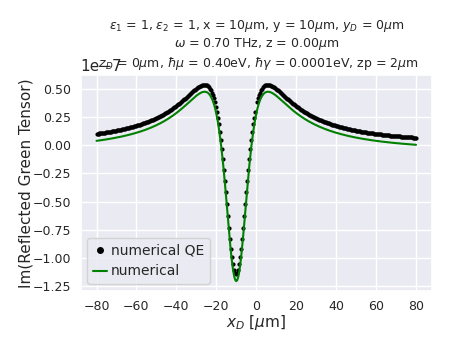 ε₁ = 1, ε₂ = 1, x = 10μm, y = 10μm, y_D = 0μm
ω = 0.70 THz, z = 0.00μm
1e−7
z_D = 0μm, ħμ = 0.40eV, ħγ = 0.0001eV, zp = 2μm
0.50
0.25
0.00
−0.25
−0.50
−0.75
−1.00
−1.25
Im(Reflected Green Tensor)
numerical QE
numerical
−80 −60 −40 −20 0 20 40 60 80
x_D [μm]